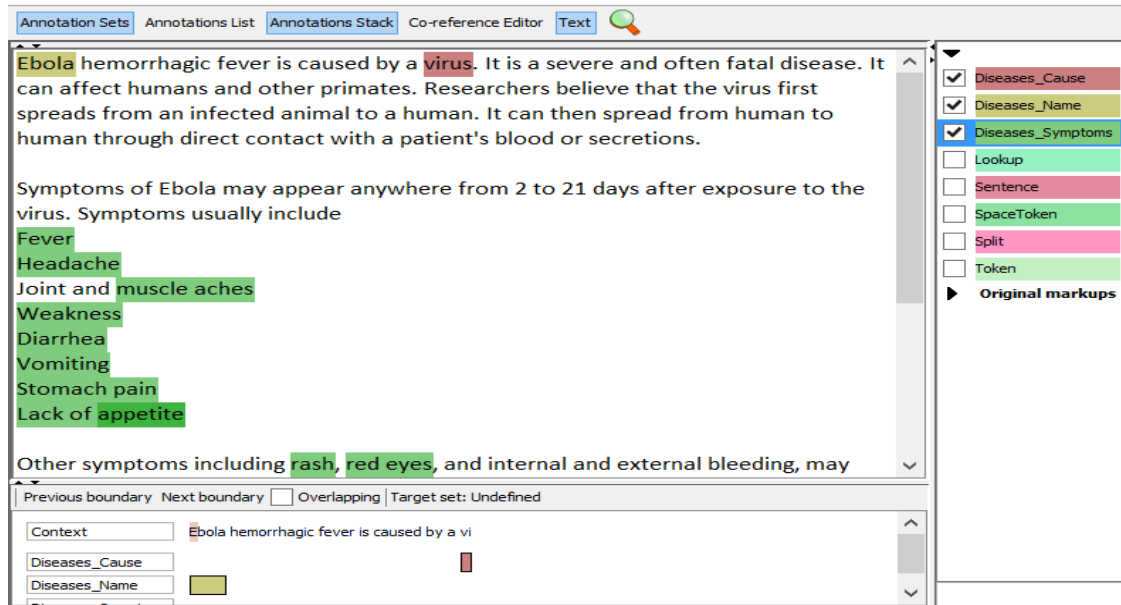 Annotation Sets Annotations List Annotations Stack Co-reference Editor Text
Ebola hemorrhagic fever is caused by a virus. It is a severe and often fatal disease. It
can affect humans and other primates. Researchers believe that the virus first
spreads from an infected animal to a human. It can then spread from human to
human through direct contact with a patient's blood or secretions.
Symptoms of Ebola may appear anywhere from 2 to 21 days after exposure to the
virus. Symptoms usually include
Fever
Headache
Joint and muscle aches
Weakness
Diarrhea
Vomiting
Stomach pain
Lack of appetite
Other symptoms including rash, red eyes, and internal and external bleeding, may
Diseases_Cause
Diseases_Name
Diseases_Symptoms
Lookup
Sentence
SpaceToken
Split
Token
Original markups
Previous boundary Next boundary Overlapping Target set: Undefined
Context Ebola hemorrhagic fever is caused by a vi
Diseases_Cause
Diseases_Name